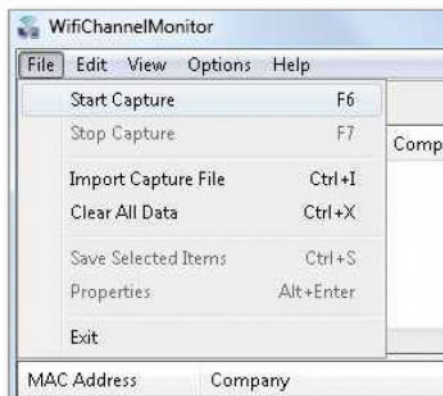 WifiChannelMonitor
File Edit View Options Help
Start Capture F6
Stop Capture F7
Comp
Import Capture File Ctrl+I
Clear All Data Ctrl+X
Save Selected Items Ctrl+S
Properties Alt+Enter
Exit
MAC Address Company